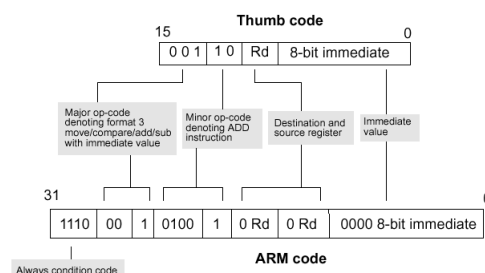 Thumb code
15 0
0 0 1 1 0 Rd 8-bit immediate
Major op-code
denoting format 3
move/compare/add/sub
with immediate value
Minor op-code
denoting ADD
instruction
Destination and
source register
Immediate
value
31
1110 00 1 0100 1 0 Rd 0 Rd 0000 8-bit immediate
ARM code
Always condition code